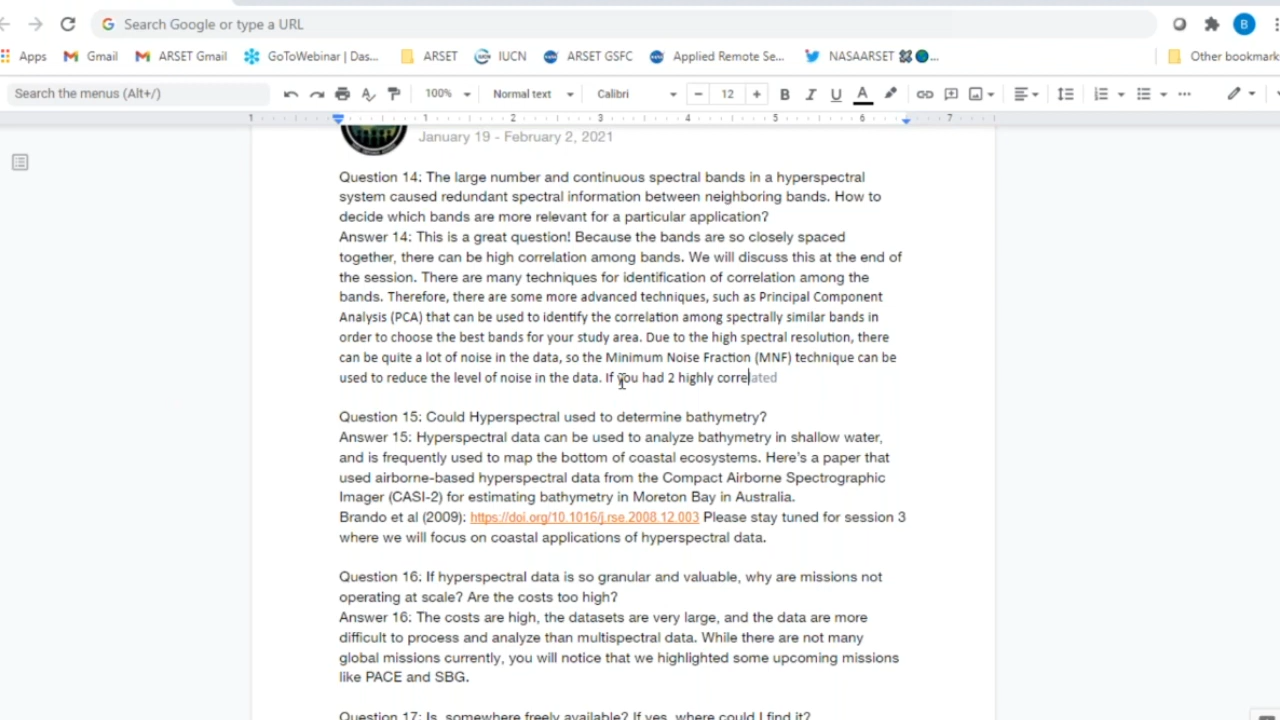 Search Google or type a URL
B
Apps Gmail ARSET Gmail GoToWebinar | Das... ARSET IUCN ARSET GSFC Applied Remote Se... NASAARSET ... Other bookmark
Search the menus (Alt+/) 100% Normal text Calibri 12 B I U A
1 1 2 3 4 5 6 7
January 19 - February 2, 2021
Question 14: The large number and continuous spectral bands in a hyperspectral
system caused redundant spectral information between neighboring bands. How to
decide which bands are more relevant for a particular application?
Answer 14: This is a great question! Because the bands are so closely spaced
together, there can be high correlation among bands. We will discuss this at the end of
the session. There are many techniques for identification of correlation among the
bands. Therefore, there are some more advanced techniques, such as Principal Component
Analysis (PCA) that can be used to identify the correlation among spectrally similar bands in
order to choose the best bands for your study area. Due to the high spectral resolution, there
can be quite a lot of noise in the data, so the Minimum Noise Fraction (MNF) technique can be
used to reduce the level of noise in the data. If you had 2 highly correlated
Question 15: Could Hyperspectral used to determine bathymetry?
Answer 15: Hyperspectral data can be used to analyze bathymetry in shallow water,
and is frequently used to map the bottom of coastal ecosystems. Here's a paper that
used airborne-based hyperspectral data from the Compact Airborne Spectrographic
Imager (CASI-2) for estimating bathymetry in Moreton Bay in Australia.
Brando et al (2009): https://doi.org/10.1016/j.rse.2008.12.003 Please stay tuned for session 3
where we will focus on coastal applications of hyperspectral data.
Question 16: If hyperspectral data is so granular and valuable, why are missions not
operating at scale? Are the costs too high?
Answer 16: The costs are high, the datasets are very large, and the data are more
difficult to process and analyze than multispectral data. While there are not many
global missions currently, you will notice that we highlighted some upcoming missions
like PACE and SBG.
Question 17: Is, somewhere freely available? If yes, where could I find it?